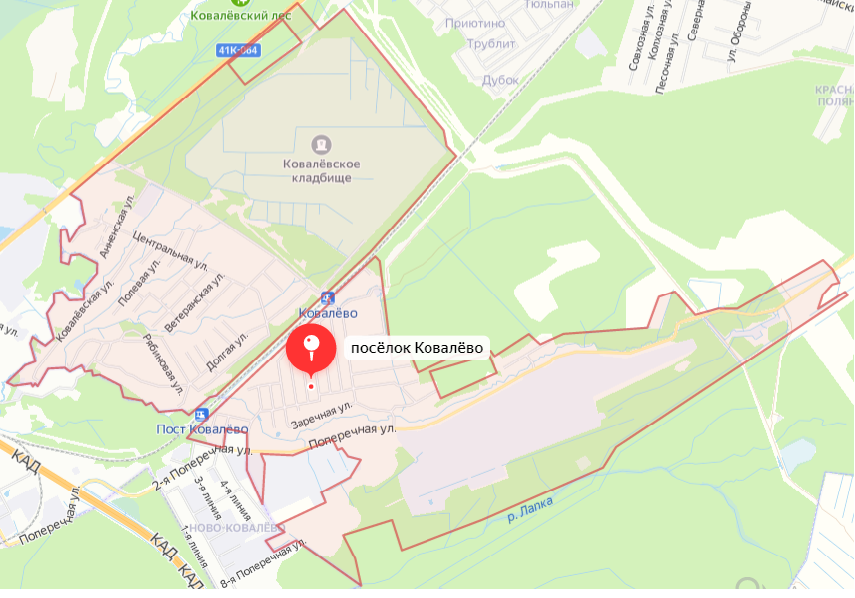 Ковалёвский лес
41К-064
Приютино
Тюльпан
Трублит
Дубок
Совхозная ул.
Колхозная ул.
Песочная ул.
Северна
ул. Обороны
КРАСНА
ПОЛЯН
Ковалёвское
кладбище
Анненская ул.
Центральная ул.
Полевая ул.
Ветеранская ул.
Ковалёвская ул.
Рябиновая ул.
Долгая ул.
я ул.
Ковалёво
посёлок Ковалёво
Пост Ковалёво
Заречная ул.
Поперечная ул.
2-я Поперечная ул.
КАД
Поперечная ул.
3-я линия
4-я линия
НОВО-КОВАЛЁВО
1-я линия
8-я Поперечная ул.
КАД
КАД
р. Лапка